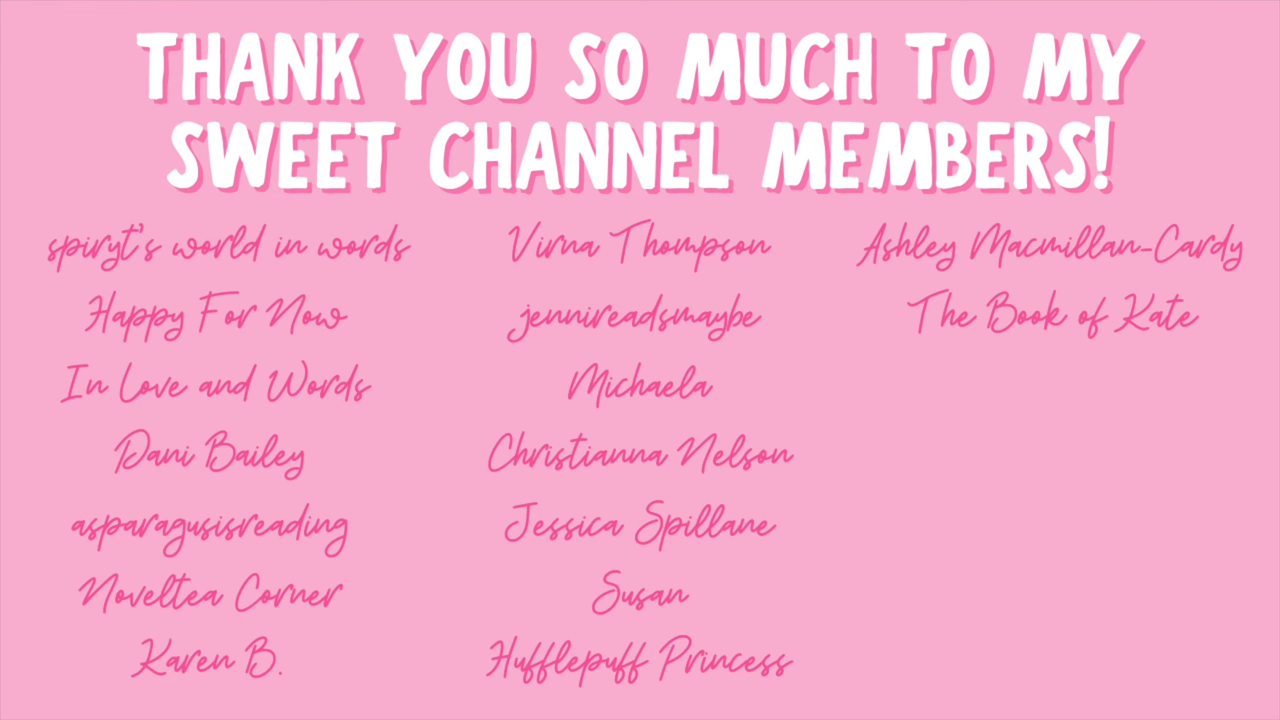 THANK YOU SO MUCH TO MY
SWEET CHANNEL MEMBERS!
spiryt's world in words
Happy For Now
In Love and Words
Dani Bailey
asparagusisreading
Noveltea Corner
Karen B.
Virna Thompson
jennireadsmaybe
Michaela
Christianna Nelson
Jessica Spillane
Susan
Hufflepuff Princess
Ashley Macmillan-Cardy
The Book of Kate